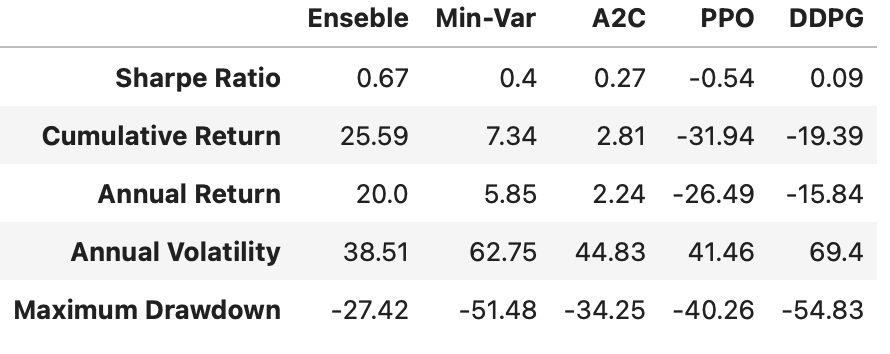 Enseble Min-Var A2C PPO DDPG
Sharpe Ratio 0.67 0.4 0.27 -0.54 0.09
Cumulative Return 25.59 7.34 2.81 -31.94 -19.39
Annual Return 20.0 5.85 2.24 -26.49 -15.84
Annual Volatility 38.51 62.75 44.83 41.46 69.4
Maximum Drawdown -27.42 -51.48 -34.25 -40.26 -54.83